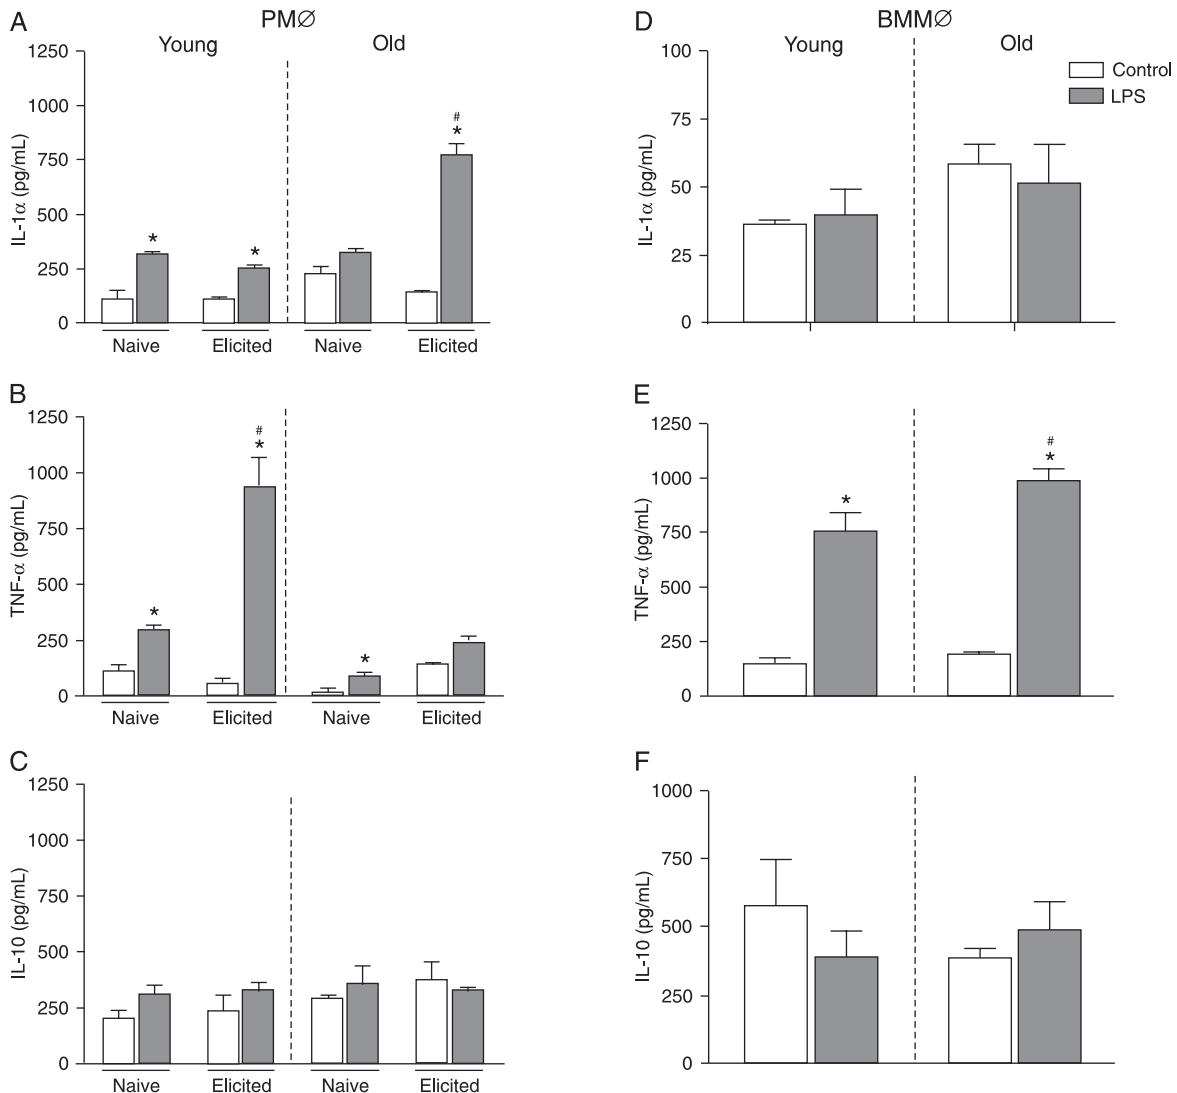 A
PMØ
Young
Old
1250
1000
750
500
250
0
IL-1α (pg/mL)
*
*
#
*
Naive
Elicited
Naive
Elicited
D
BMMØ
Young
Old
Control
LPS
100
75
50
25
0
IL-1α (pg/mL)
B
1250
1000
750
500
250
0
TNF-α (pg/mL)
*
#
*
*
Naive
Elicited
Naive
Elicited
E
1250
1000
750
500
250
0
TNF-α (pg/mL)
*
#
*
C
1250
1000
750
500
250
0
IL-10 (pg/mL)
Naive
Elicited
Naive
Elicited
F
1000
750
500
250
0
IL-10 (pg/mL)